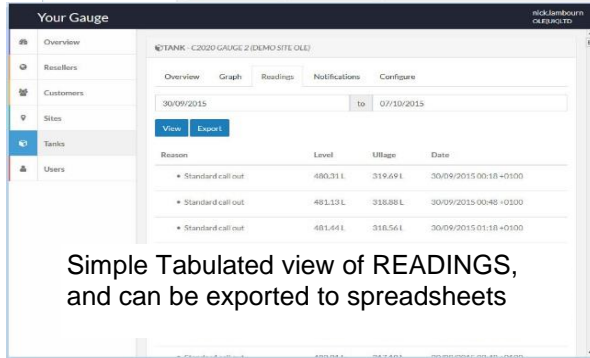 Your Gauge
nick.lambourn
OLE(UK)LTD
Overview
Resellers
Customers
Sites
Tanks
Users
TANK - C2020 GAUGE 2 (DEMO SITE OLE)
Overview Graph Readings Notifications Configure
30/09/2015 to 07/10/2015
View Export
Reason Level Ullage Date
• Standard call out 480.31 L 319.69 L 30/09/2015 00:18 +0100
• Standard call out 481.13 L 318.88 L 30/09/2015 00:48 +0100
• Standard call out 481.44 L 318.56 L 30/09/2015 01:18 +0100
Simple Tabulated view of READINGS,
and can be exported to spreadsheets